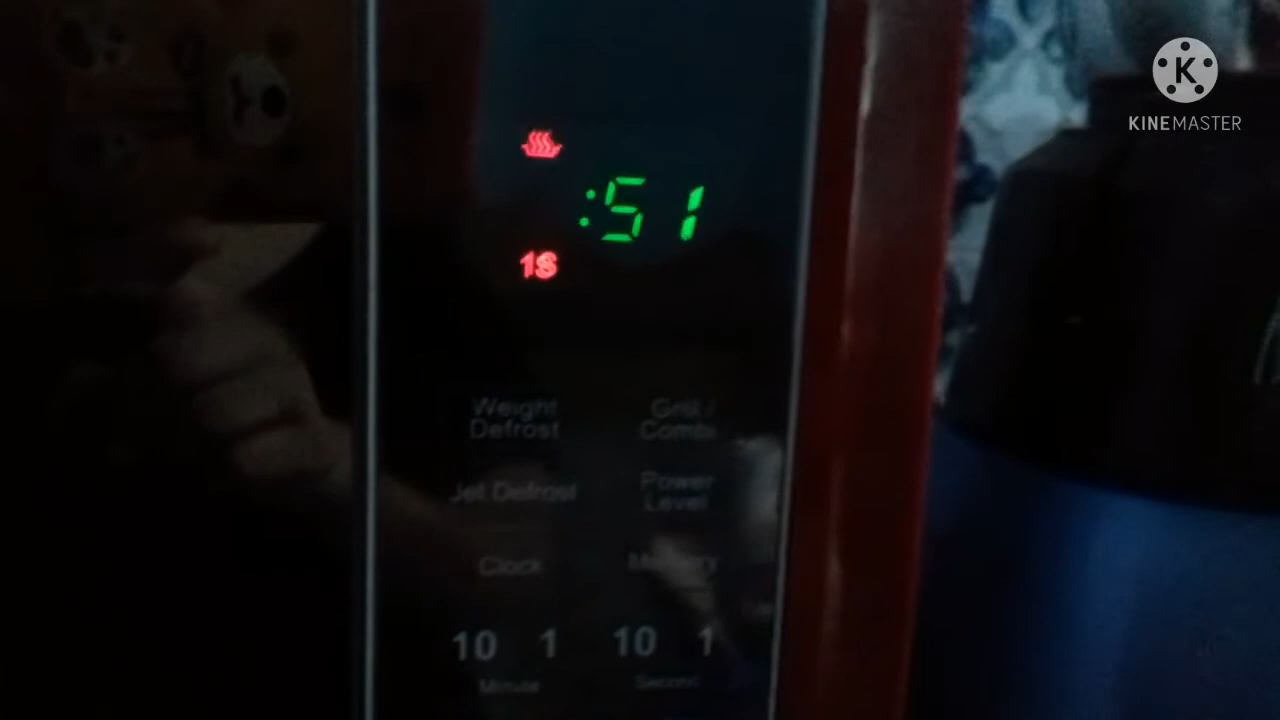 KINEMASTER
:51
1S
Weight
Defrost
Grill /
Combi
Jet Defrost
Power
Level
Clock
Memory
10 1 10 1
Minute
Second